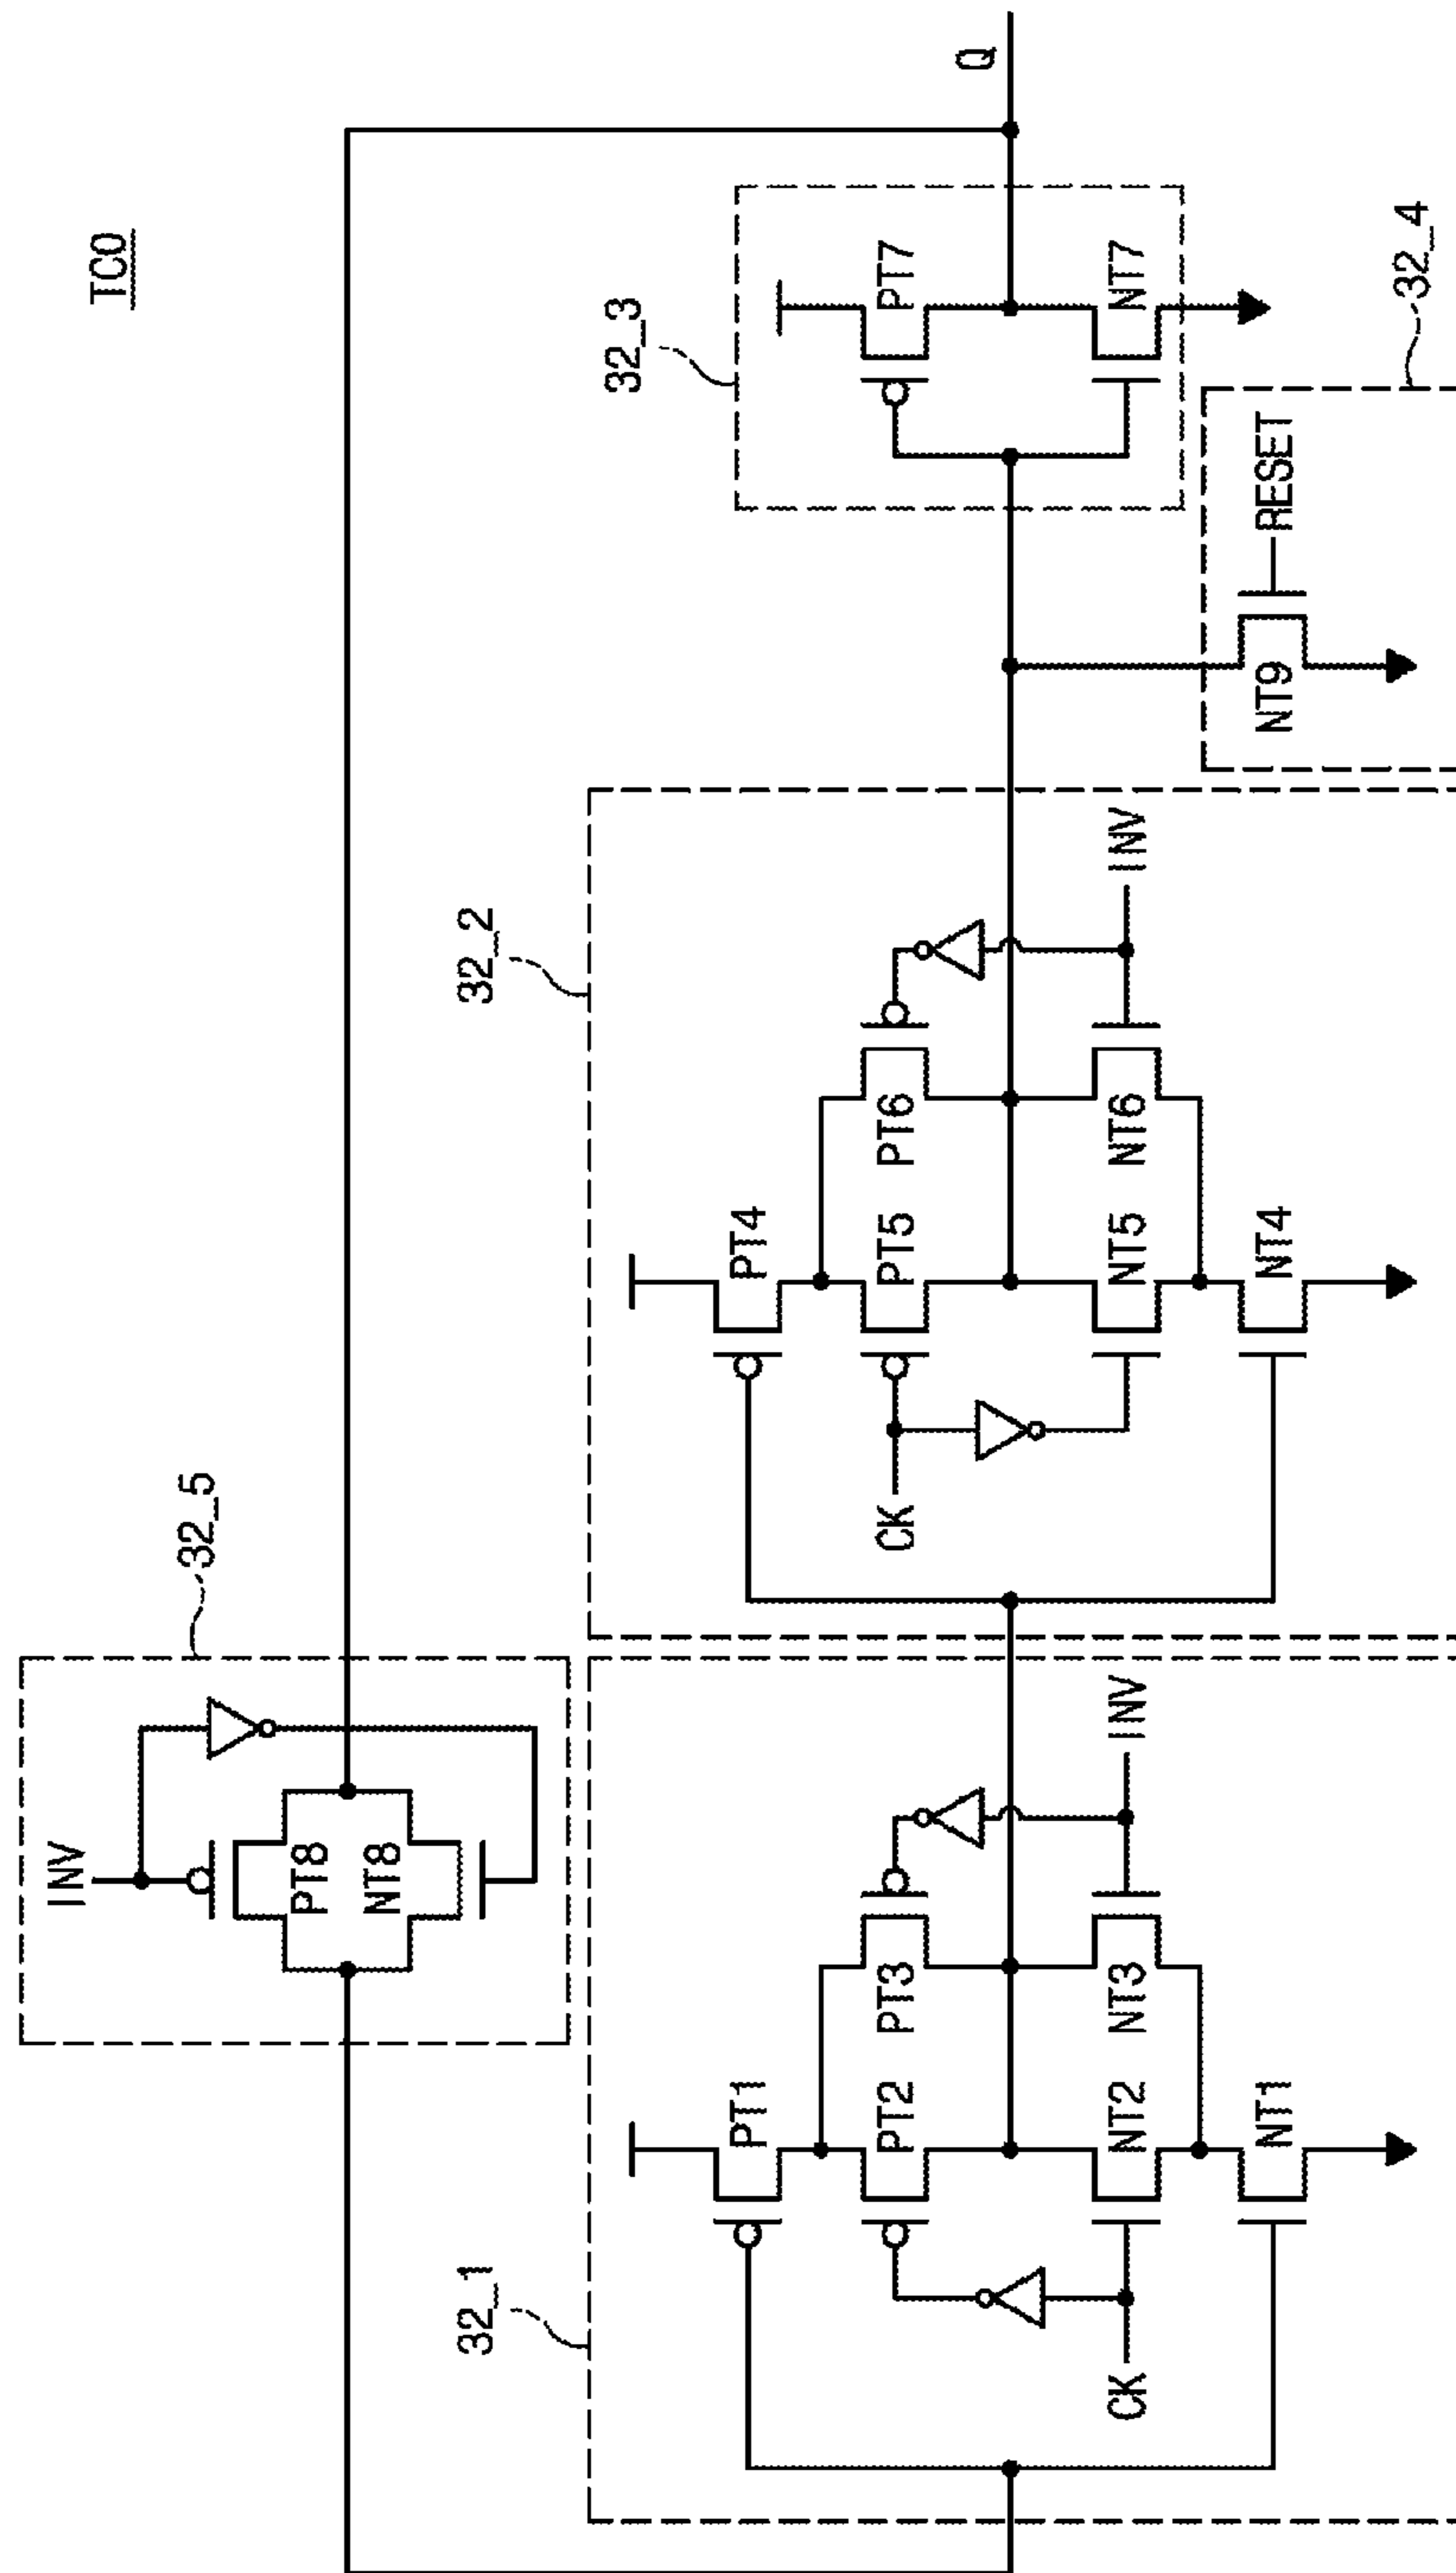 TC0
INV
32_5
PT8
NT8
32_1
PT1
PT2
PT3
CK
NT2
NT3
INV
NT1
32_2
PT4
PT5
PT6
CK
NT5
NT6
INV
NT4
32_3
PT7
NT7
Q
NT9
RESET
32_4